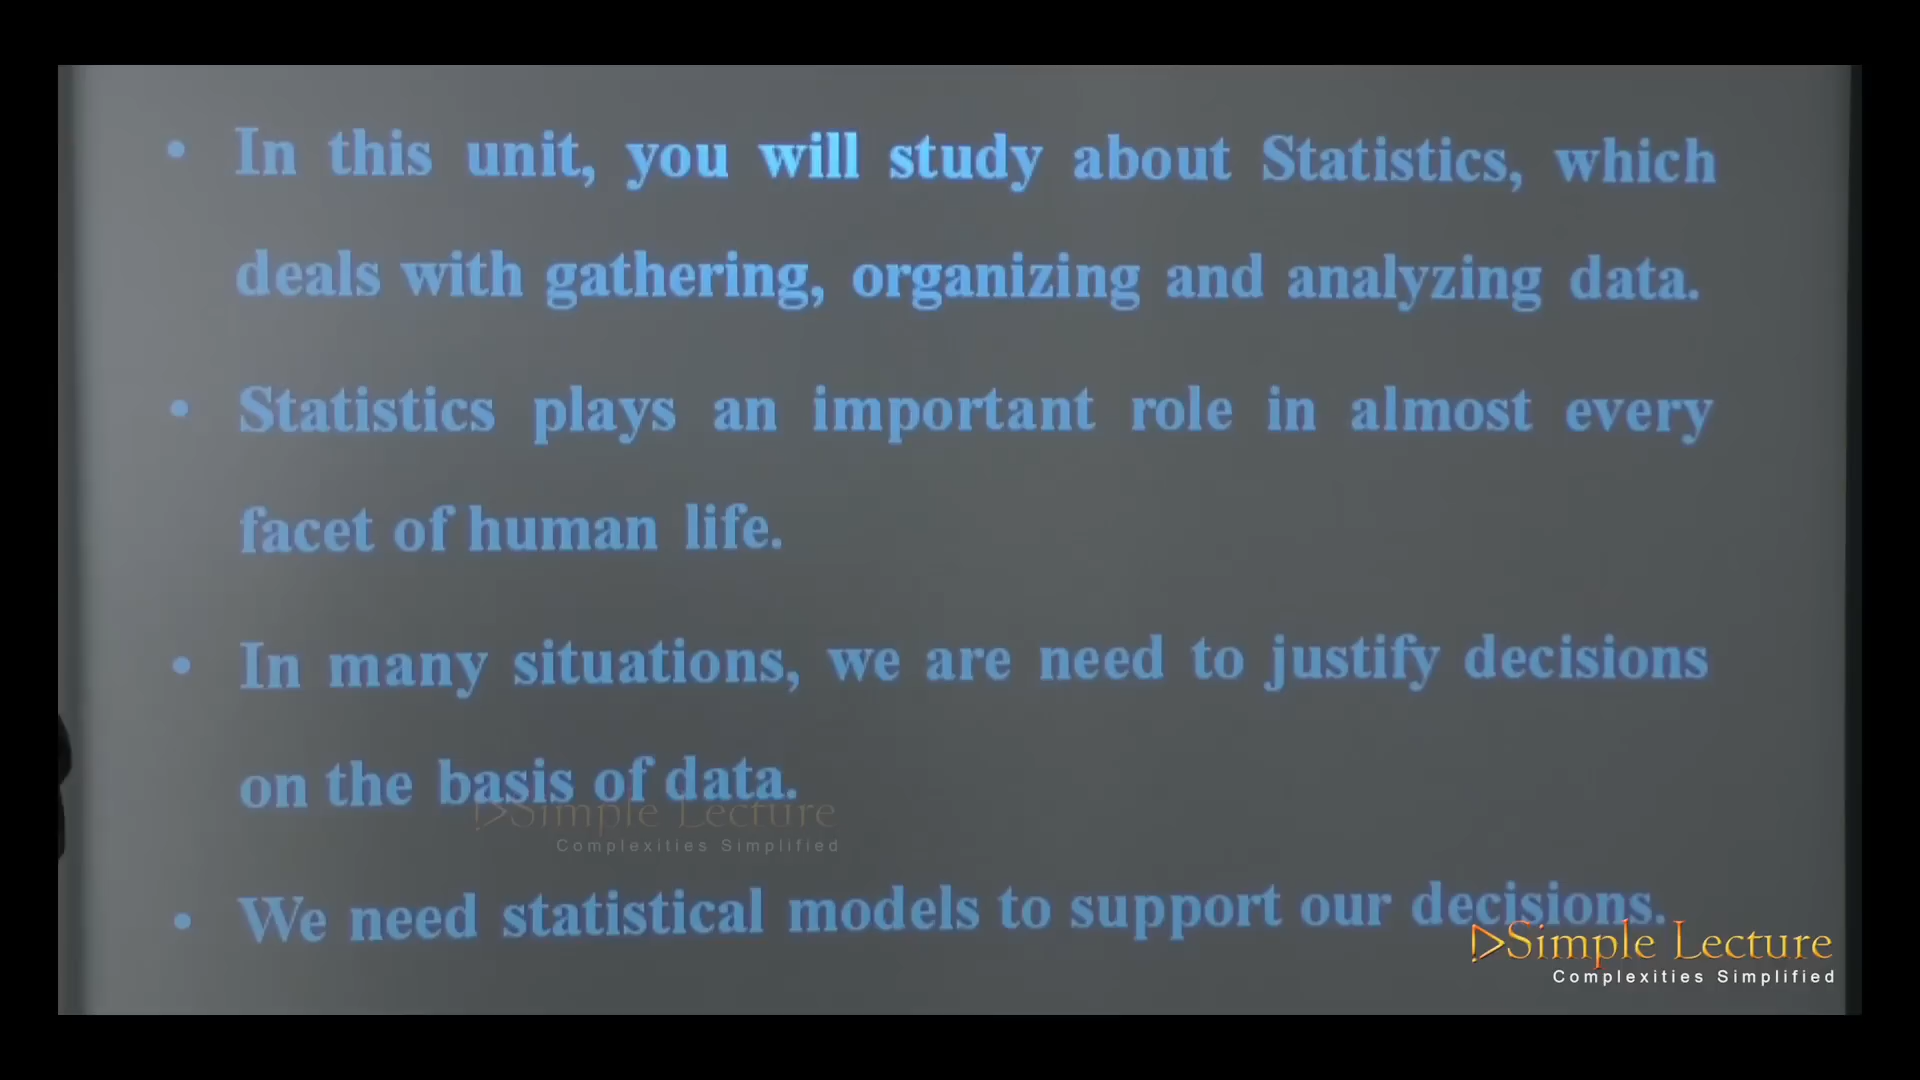 • In this unit, you will study about Statistics, which
deals with gathering, organizing and analyzing data.
• Statistics plays an important role in almost every
facet of human life.
• In many situations, we are need to justify decisions
on the basis of data.
Simple Lecture
Complexities Simplified
• We need statistical models to support our decisions.
Simple Lecture
Complexities Simplified